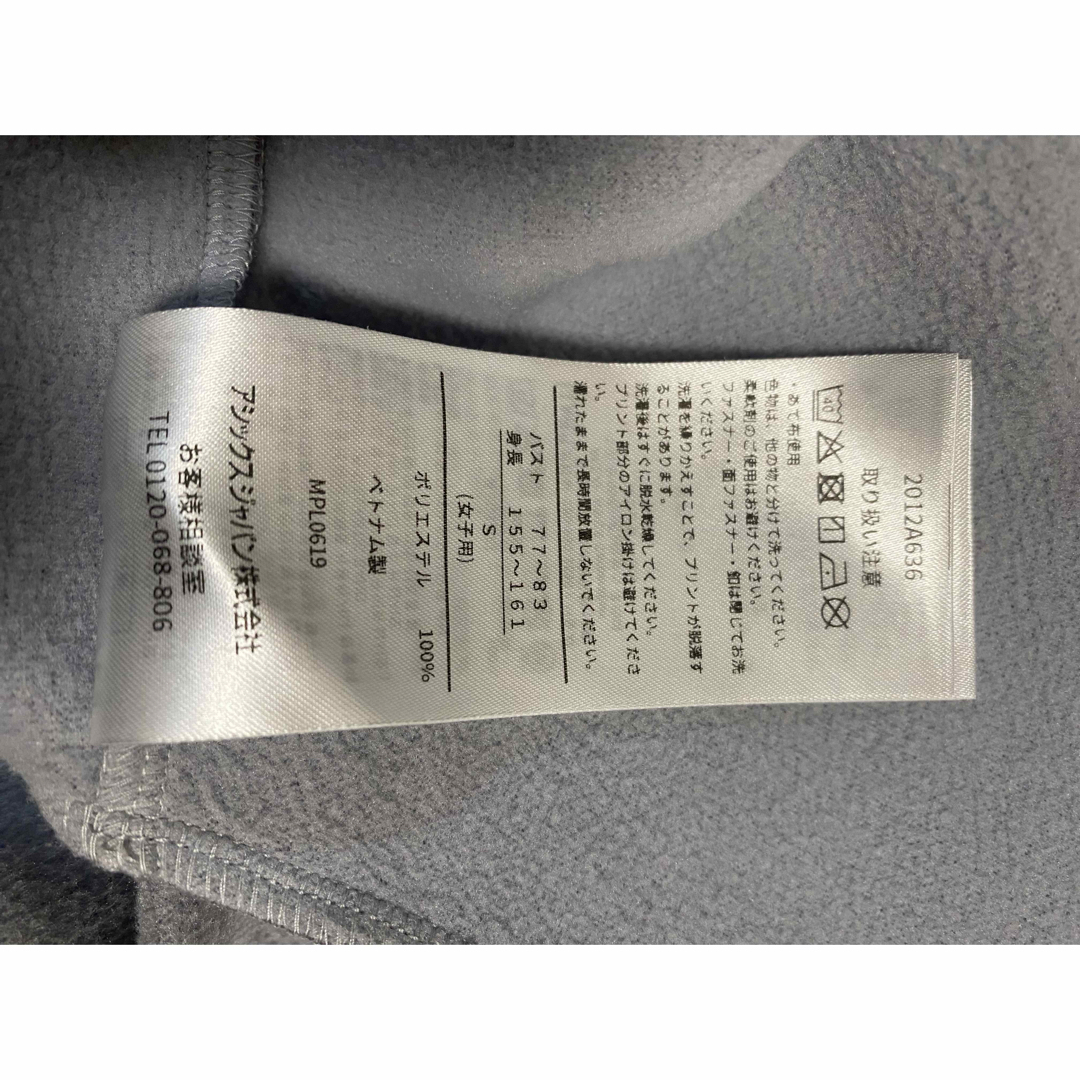 2012A636
取り扱い注意
40
・あて布使用
色物は、他の物と分けて洗ってください。
柔軟剤のご使用はお避けください。
ファスナー・面ファスナー・釦は閉じてお洗
いください。
洗濯を繰りかえすことで、プリントが脱落す
ることがあります。
洗濯後はすぐに脱水乾燥してください。
プリント部分のアイロン掛けは避けてくださ
い。
濡れたままで長時間放置しないでください。
バスト 77〜83
身長 155〜161
S
(女子用)
ポリエステル 100%
ベトナム製
MPL0619
アシックスジャパン株式会社
お客様相談室
TEL0120-068-806